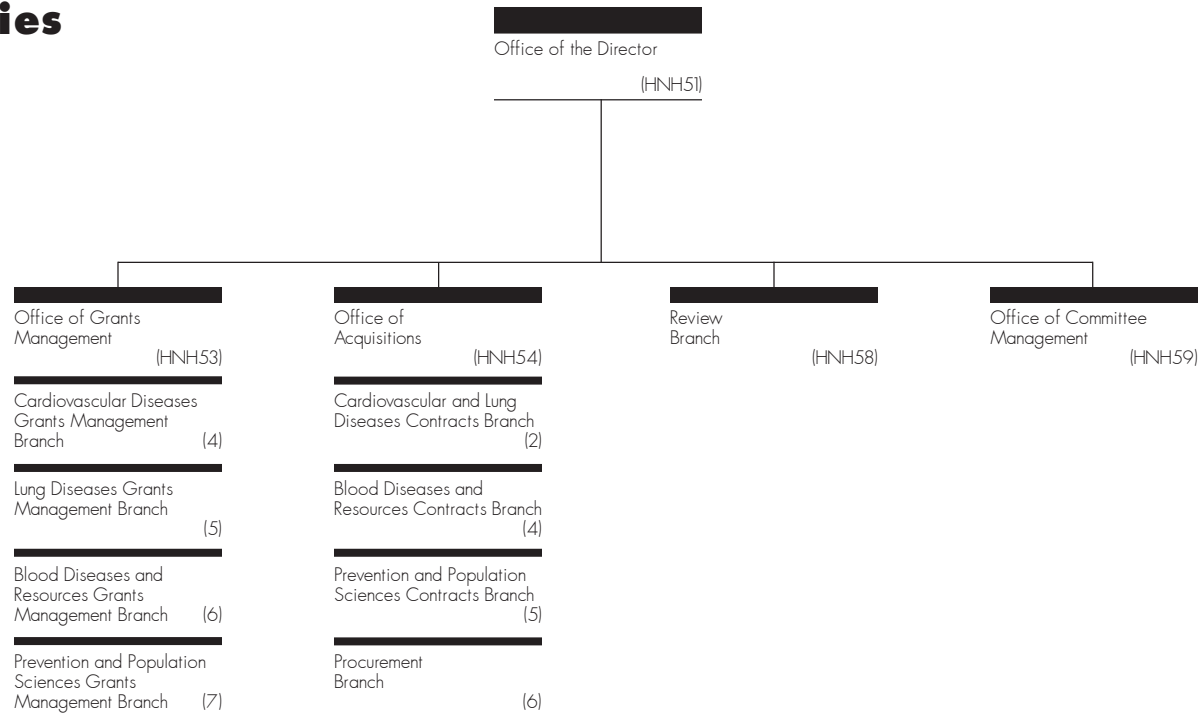 ies
Office of the Director
(HNH51)
Office of Grants
Management
(HNH53)
Cardiovascular Diseases
Grants Management
Branch (4)
Lung Diseases Grants
Management Branch
(5)
Blood Diseases and
Resources Grants
Management Branch (6)
Prevention and Population
Sciences Grants
Management Branch (7)
Office of
Acquisitions
(HNH54)
Cardiovascular and Lung
Diseases Contracts Branch
(2)
Blood Diseases and
Resources Contracts Branch
(4)
Prevention and Population
Sciences Contracts Branch
(5)
Procurement
Branch
(6)
Review
Branch
(HNH58)
Office of Committee
Management
(HNH59)